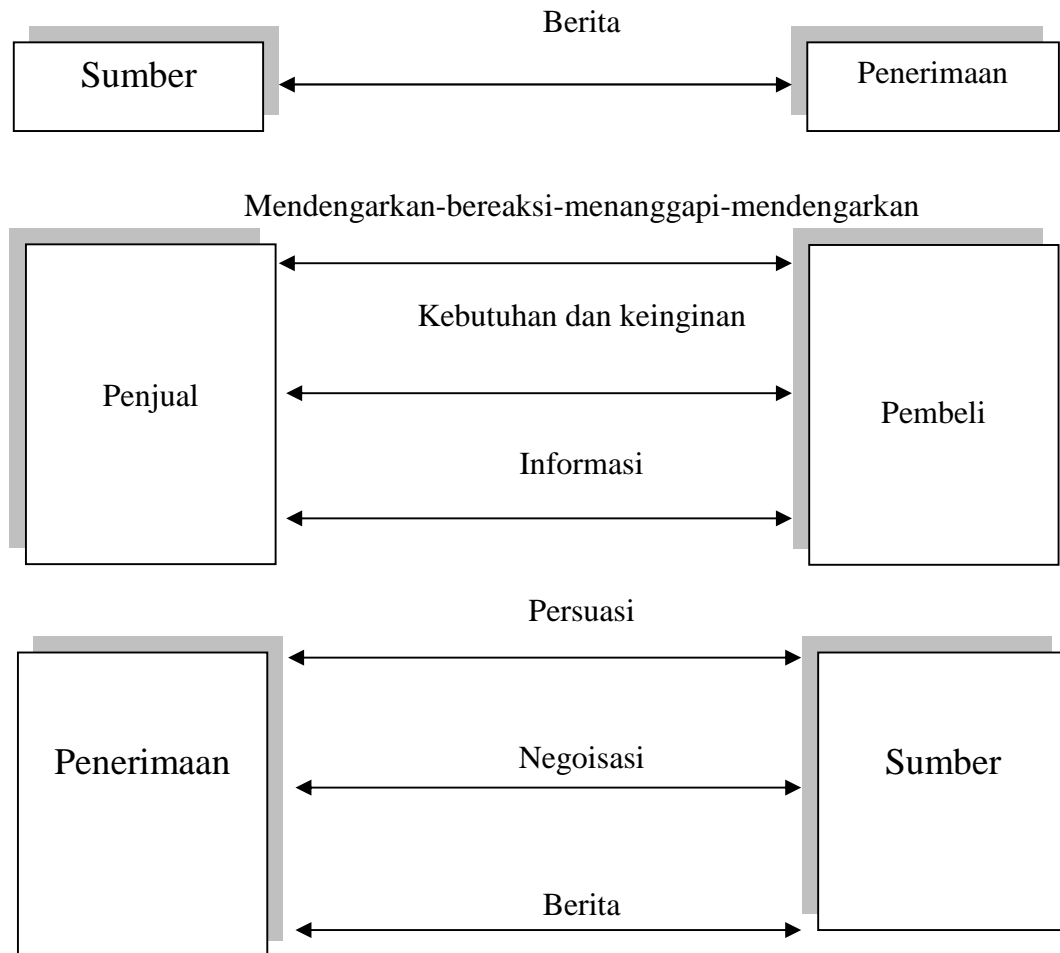 Berita
Sumber
Penerimaan
Mendengarkan-bereaksi-menanggapi-mendengarkan
Kebutuhan dan keinginan
Penjual
Pembeli
Informasi
Persuasi
Penerimaan
Negoisasi
Sumber
Berita